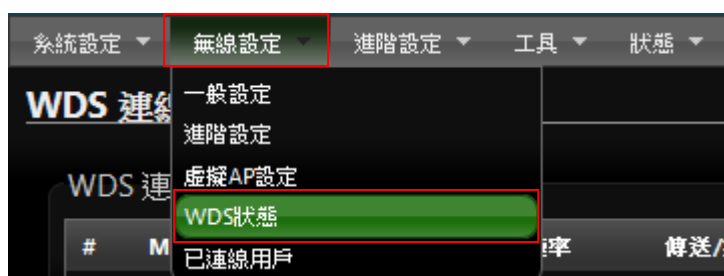 系統設定 無線設定 進階設定 工具 狀態
WDS 連
一般設定
進階設定
WDS 連
虛擬AP設定
WDS狀態
# M 率 傳送/
已連線用戶